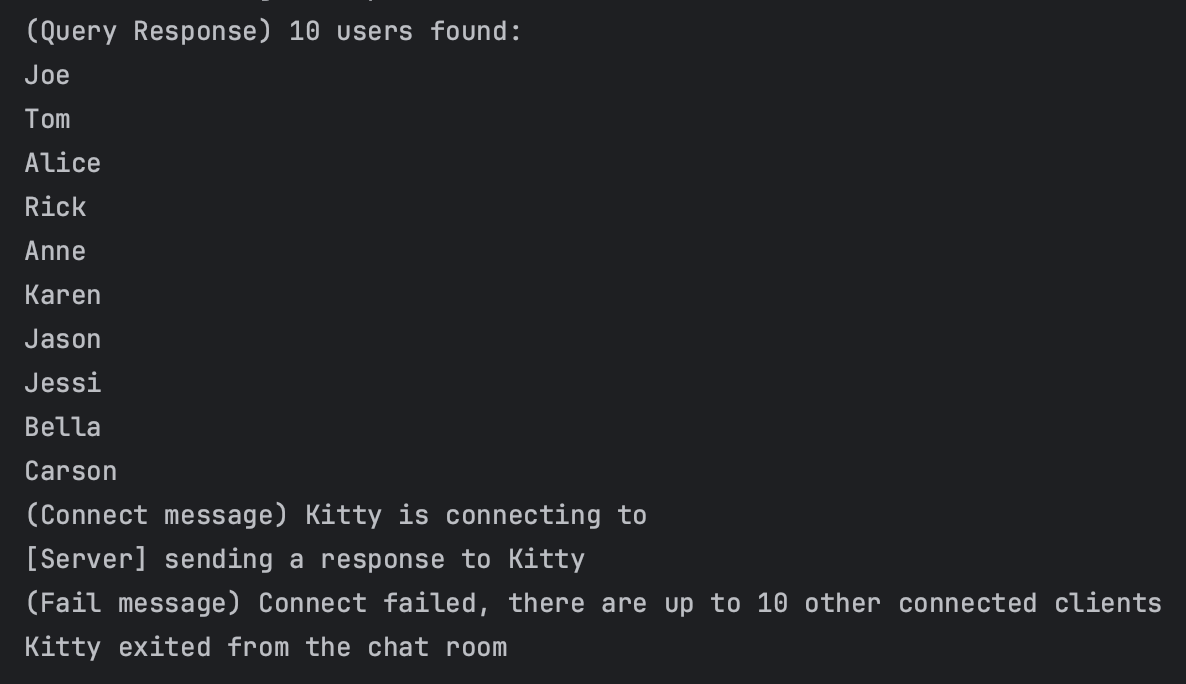 (Query Response) 10 users found:
Joe
Tom
Alice
Rick
Anne
Karen
Jason
Jessi
Bella
Carson
(Connect message) Kitty is connecting to
[Server] sending a response to Kitty
(Fail message) Connect failed, there are up to 10 other connected clients
Kitty exited from the chat room